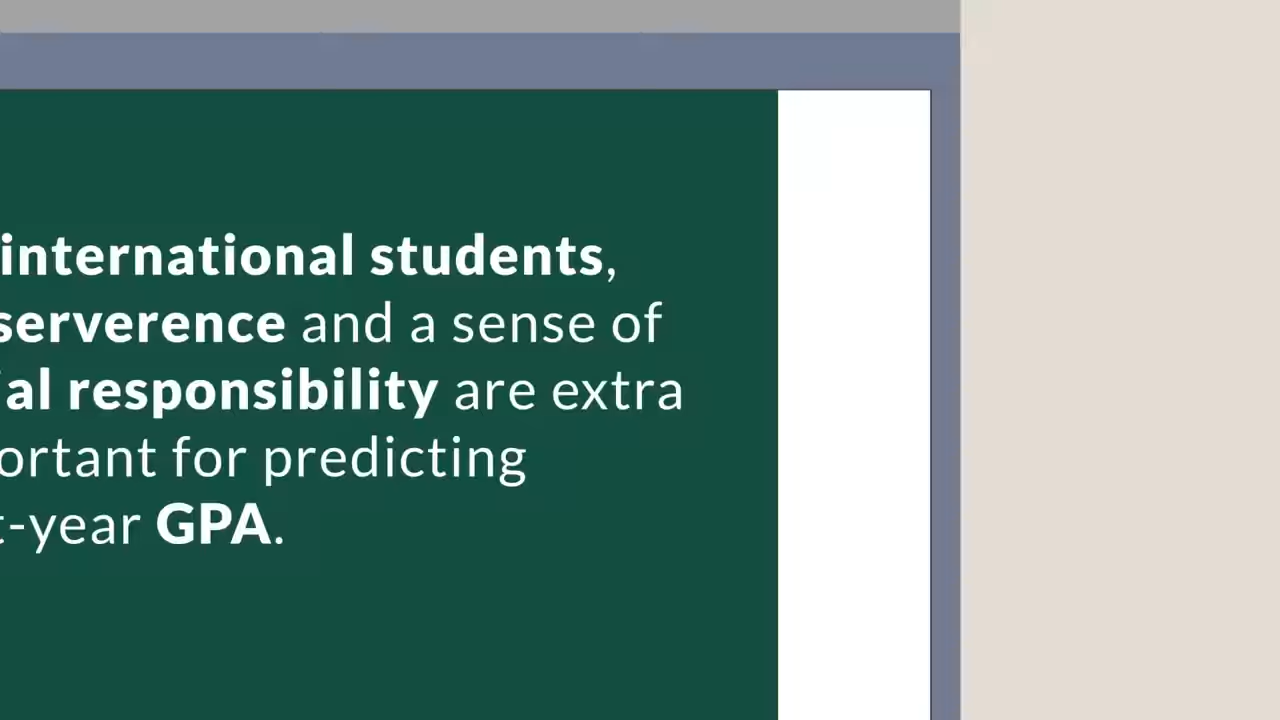 international students,
serverence and a sense of
ial responsibility are extra
ortant for predicting
t-year GPA.